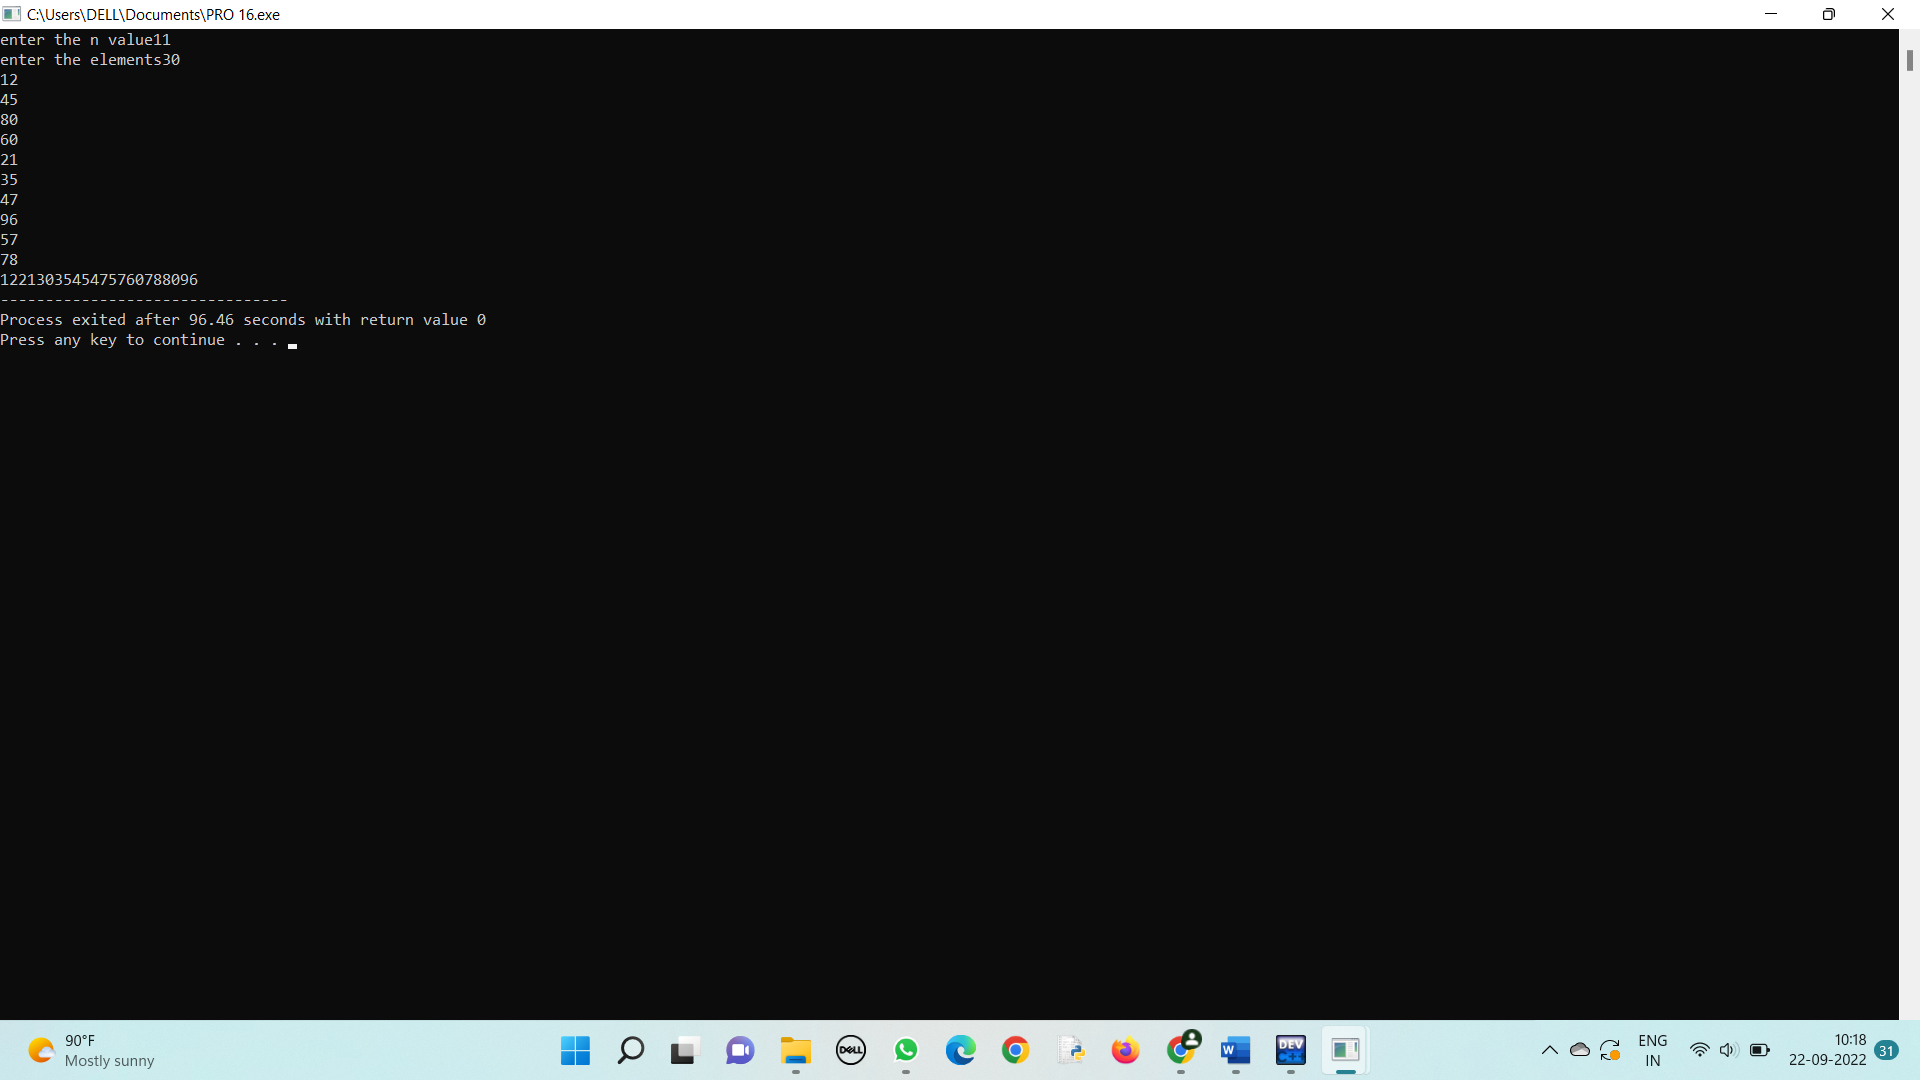 C:\Users\DELL\Documents\PRO 16.exe
enter the n value11
enter the elements30
12
45
80
60
21
35
47
96
57
78
1221303545475760788096
--------------------------------
Process exited after 96.46 seconds with return value 0
Press any key to continue . . .
90°F
Mostly sunny
DELL
W
DEV
C++
ENG
IN
10:18
22-09-2022
31